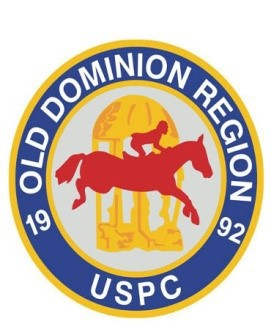 OLD DOMINION REGION
19 92
USPC